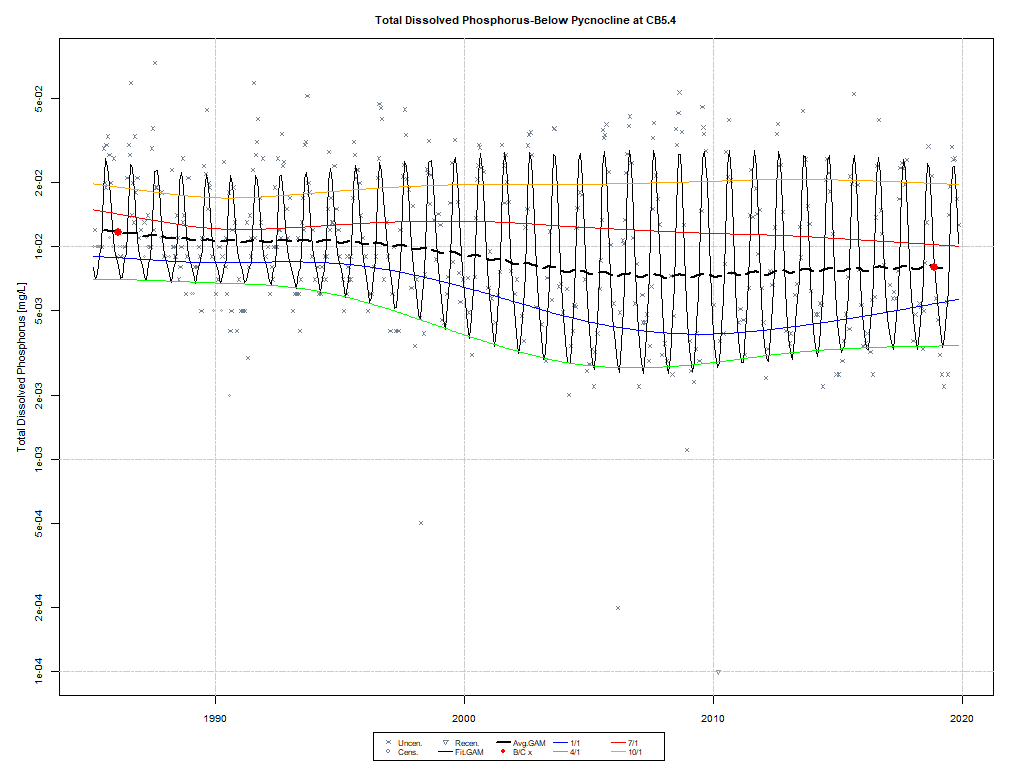 Total Dissolved Phosphorus-Below Pycnocline at CB5.4
Total Dissolved Phosphorus [mg/L]
5e-02
2e-02
1e-02
5e-03
2e-03
1e-03
5e-04
2e-04
1e-04
1990 2000 2010 2020
Uncen. Recen. Avg.GAM 1/1 7/1
Cens. Fit.GAM B/C x 4/1 10/1